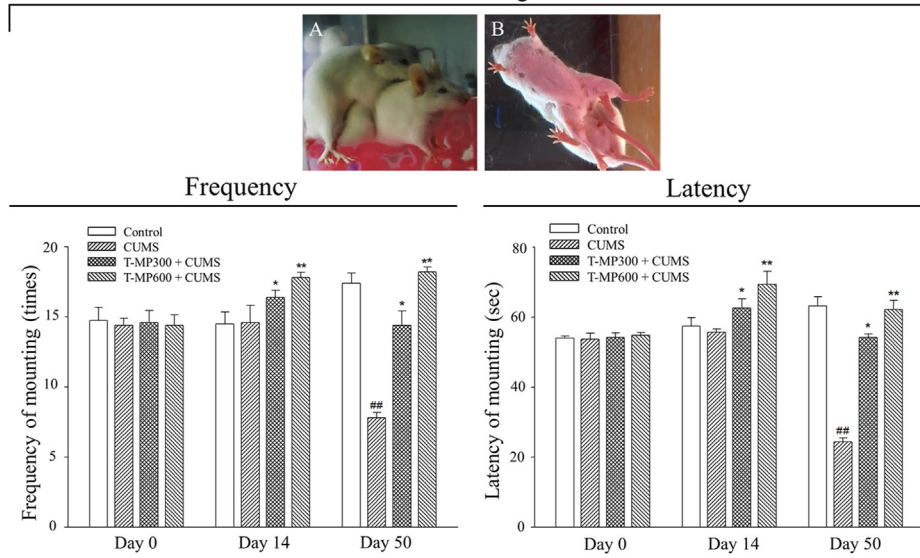 A
B
Frequency
Latency
Control
CUMS
T-MP300 + CUMS
T-MP600 + CUMS
Frequency of mounting (times)
20
15
10
5
0
*
**
##
*
**
Day 0
Day 14
Day 50
Control
CUMS
T-MP300 + CUMS
T-MP600 + CUMS
Latency of mounting (sec)
80
60
40
20
0
*
**
##
*
**
Day 0
Day 14
Day 50